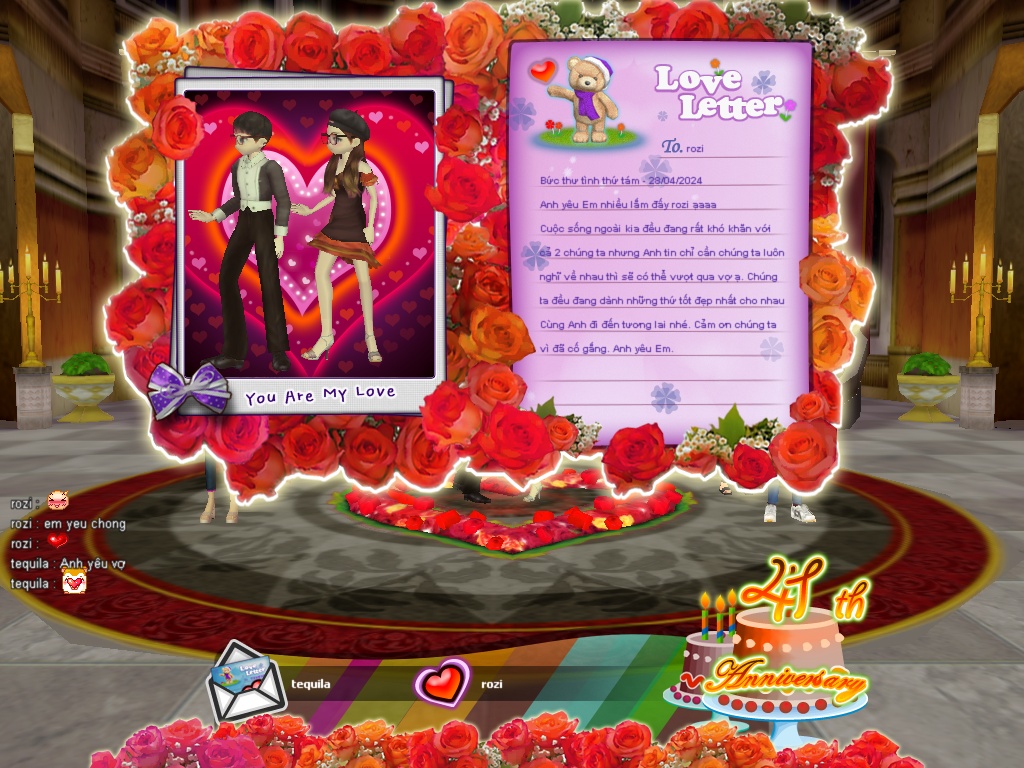 Love
Letter
To. rozi
Bức thư tình thứ tám - 28/04/2024
Anh yêu Em nhiều lắm đấy rozi aaaa
Cuộc sống ngoài kia đều đang rất khó khăn với
cả 2 chúng ta nhưng Anh tin chỉ cần chúng ta luôn
nghĩ về nhau thì sẽ có thể vượt qua vợ ạ. Chúng
ta đều đang dành những thứ tốt đẹp nhất cho nhau
Cùng Anh đi đến tương lai nhé. Cảm ơn chúng ta
vì đã cố gắng. Anh yêu Em.
You Are My Love
rozi :
rozi : em yeu chong
rozi :
tequila : Anh yêu vợ
tequila :
tequila
rozi
th
Anniversary